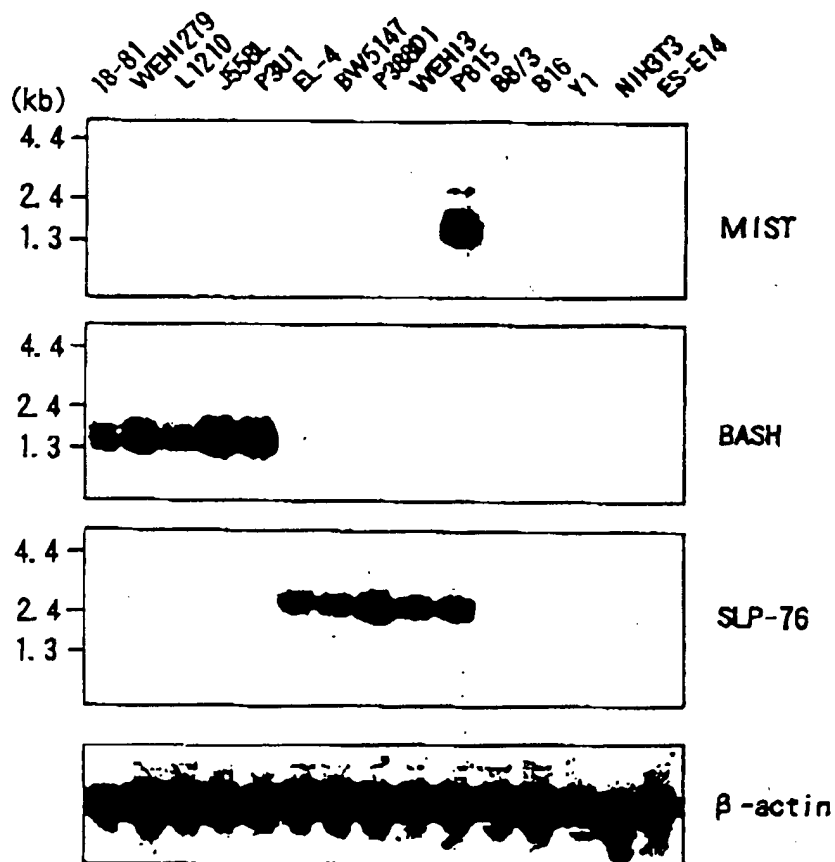 18-81 WEHI279 L1210 J558L P3U1 EL-4 BW5147 P388D1 WEHI3 P815 B8/3 B16 Y1 NIH3T3 ES-E14
(kb)
4.4
2.4
1.3
MIST
4.4
2.4
1.3
BASH
4.4
2.4
1.3
SLP-76
β-actin